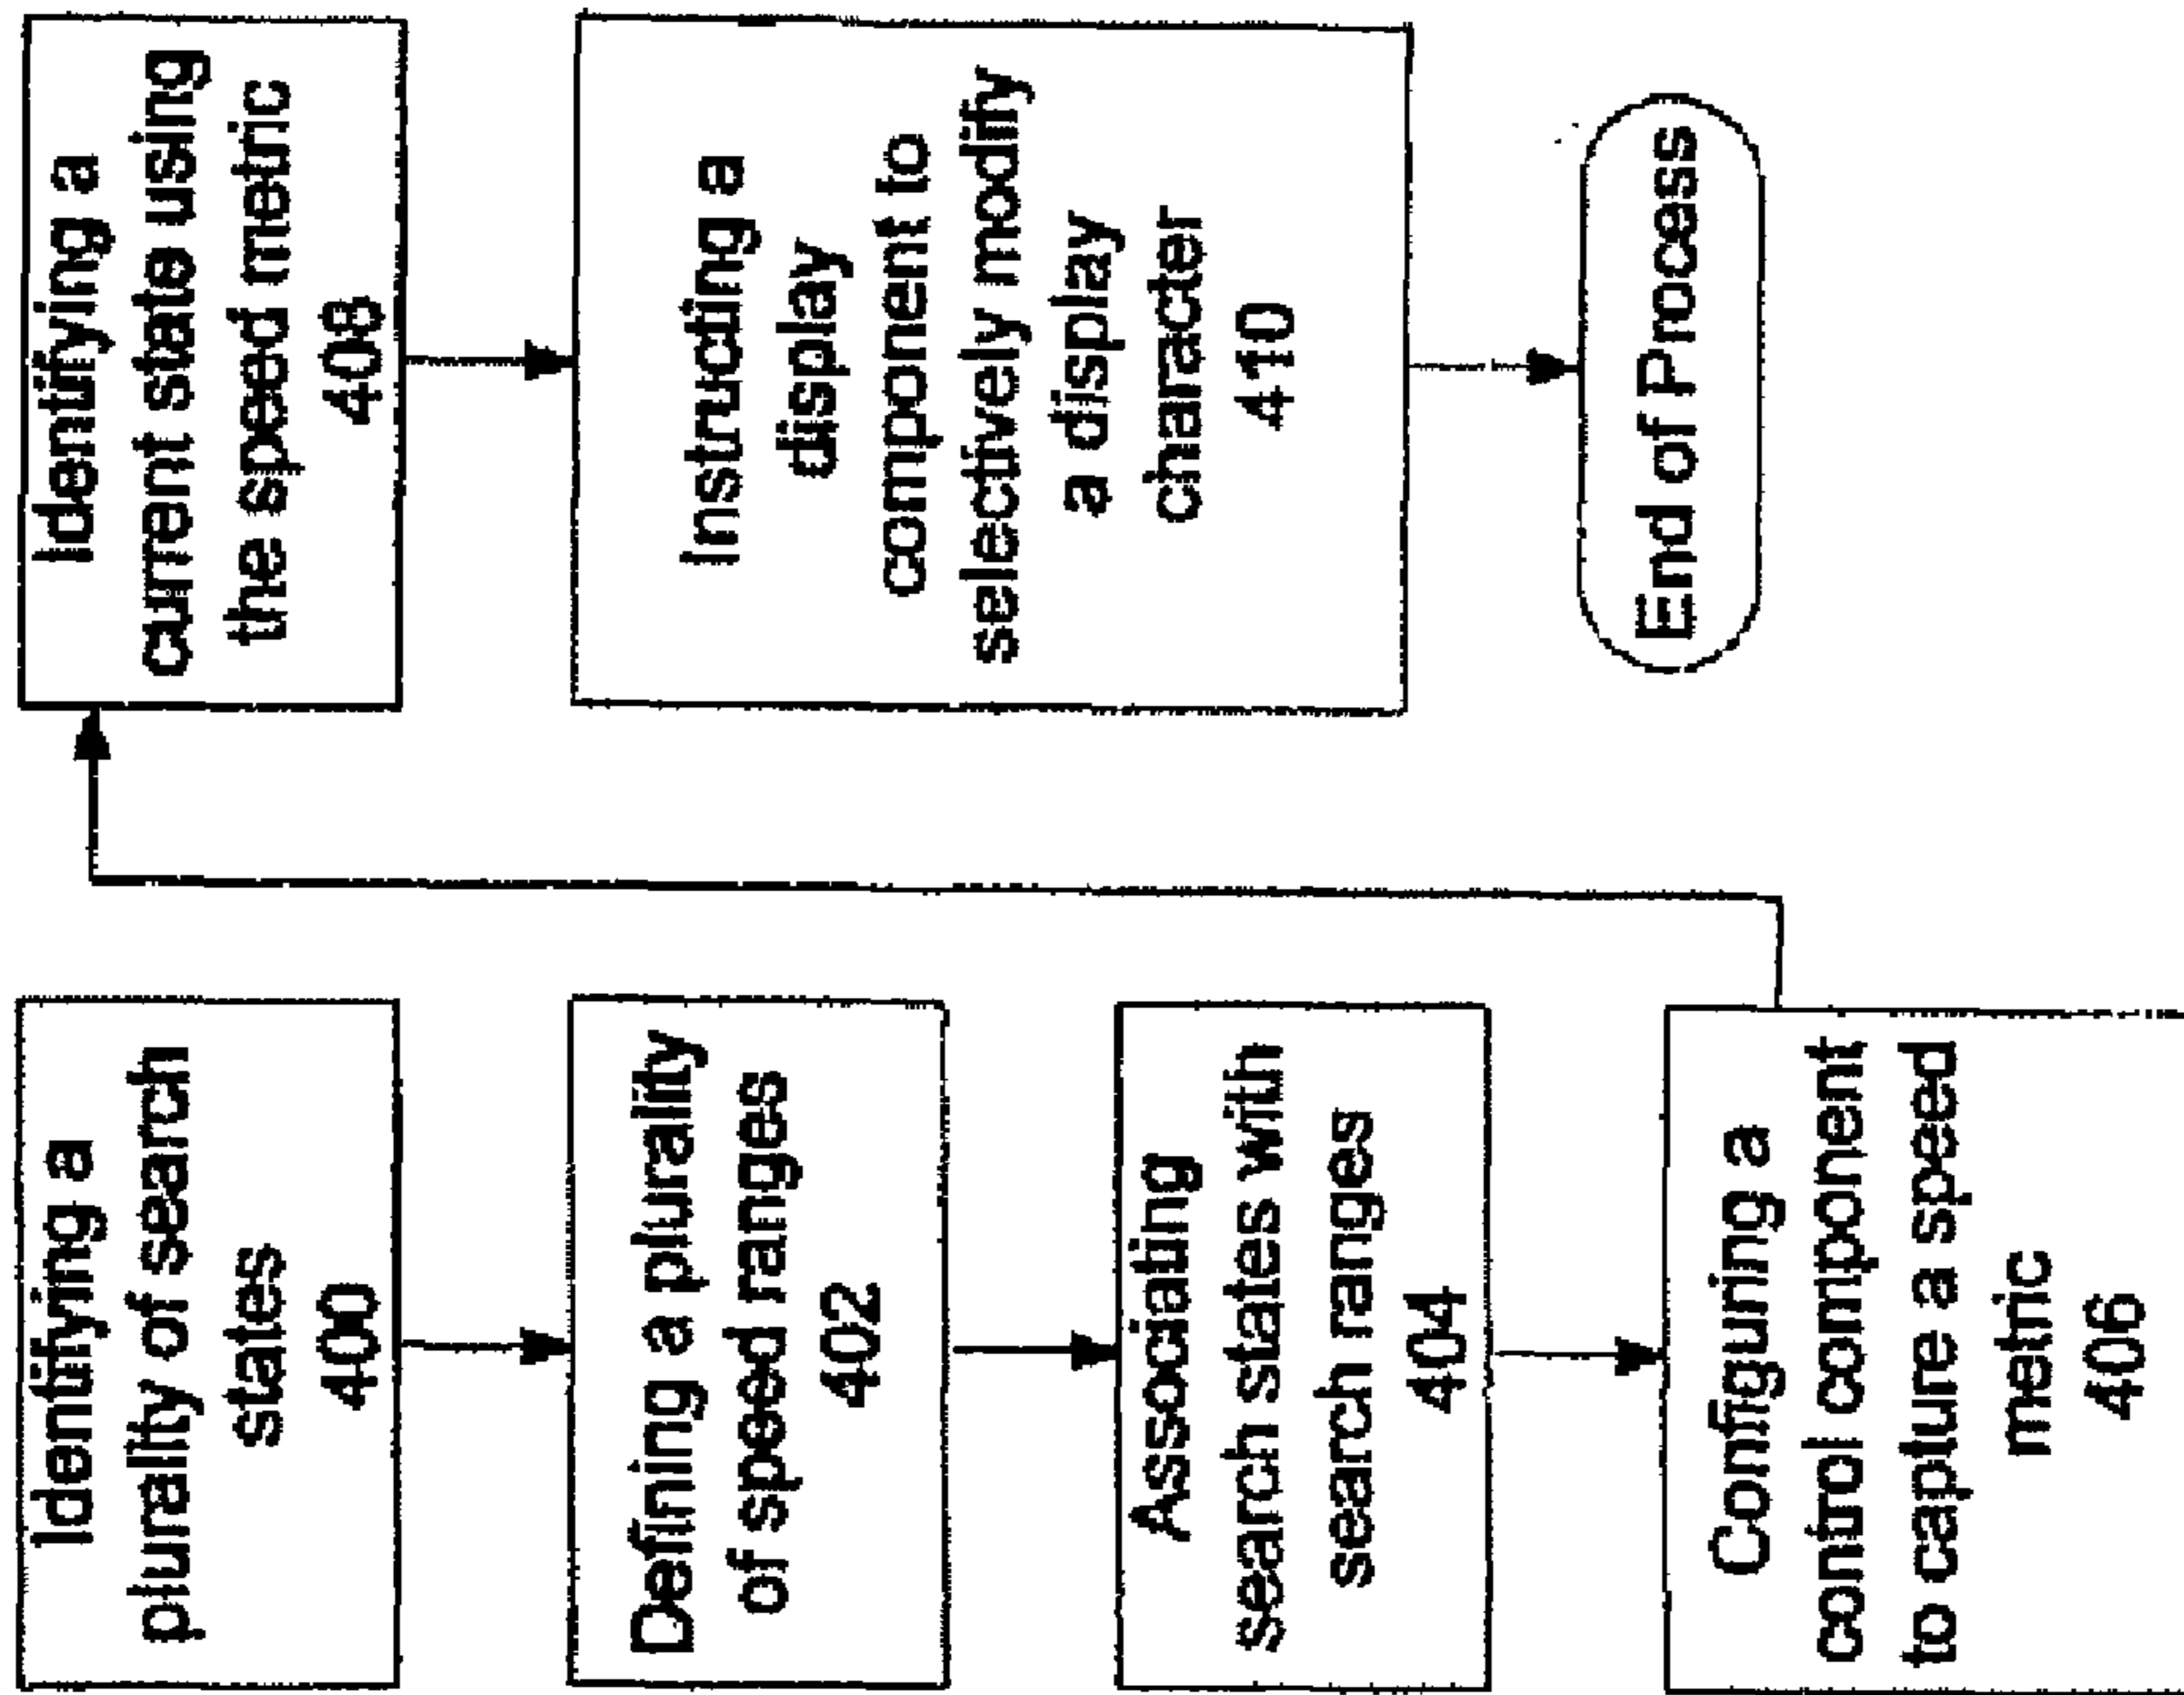 Identifying a
plurality of search
states
400
Defining a plurality
of speed ranges
402
Associating
search states with
search ranges
404
Configuring a
control component
to capture a speed
metric
406
Identifying a
current state using
the speed metric
408
Instructing a
display
component to
selectively modify
a display
character
410
End of Process